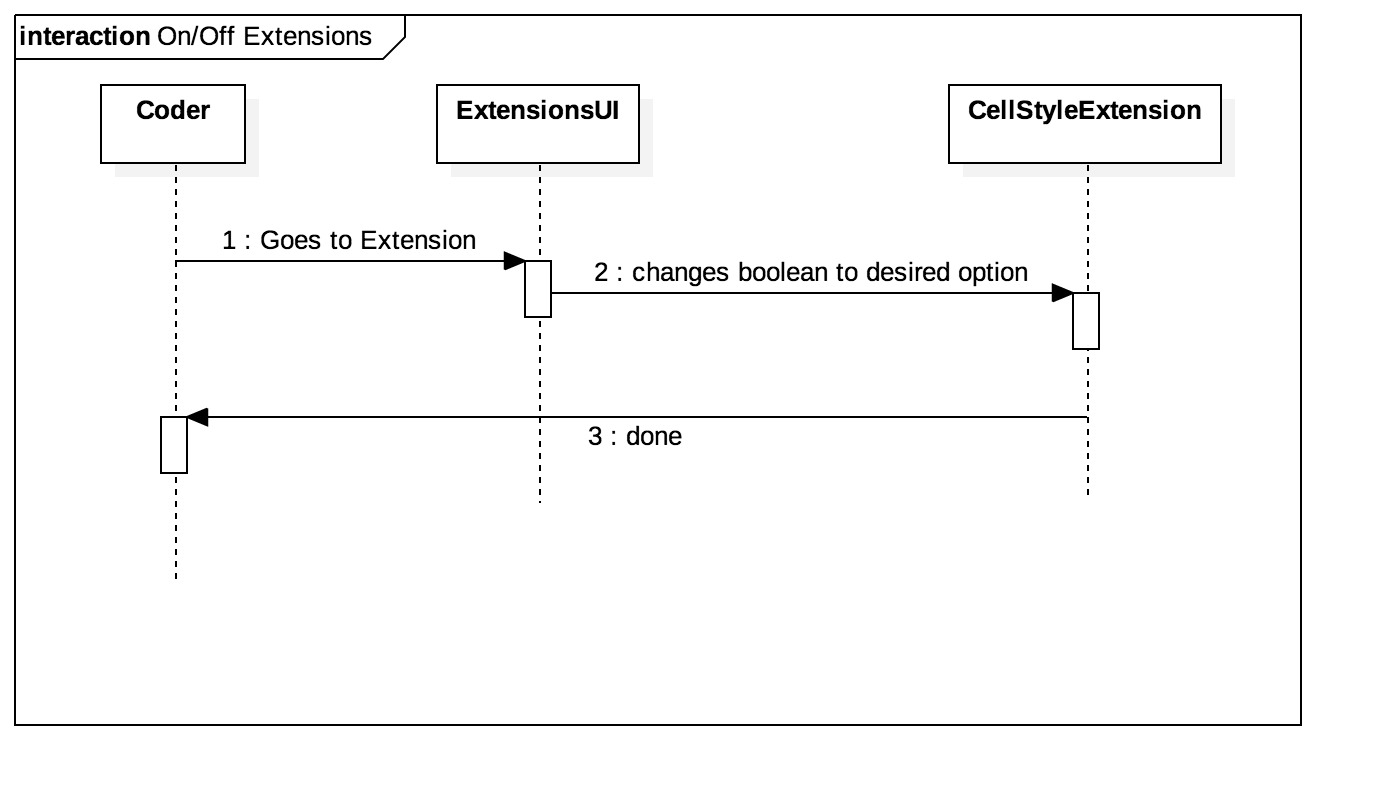 interaction On/Off Extensions
Coder
ExtensionsUI
CellStyleExtension
1 : Goes to Extension
2 : changes boolean to desired option
3 : done